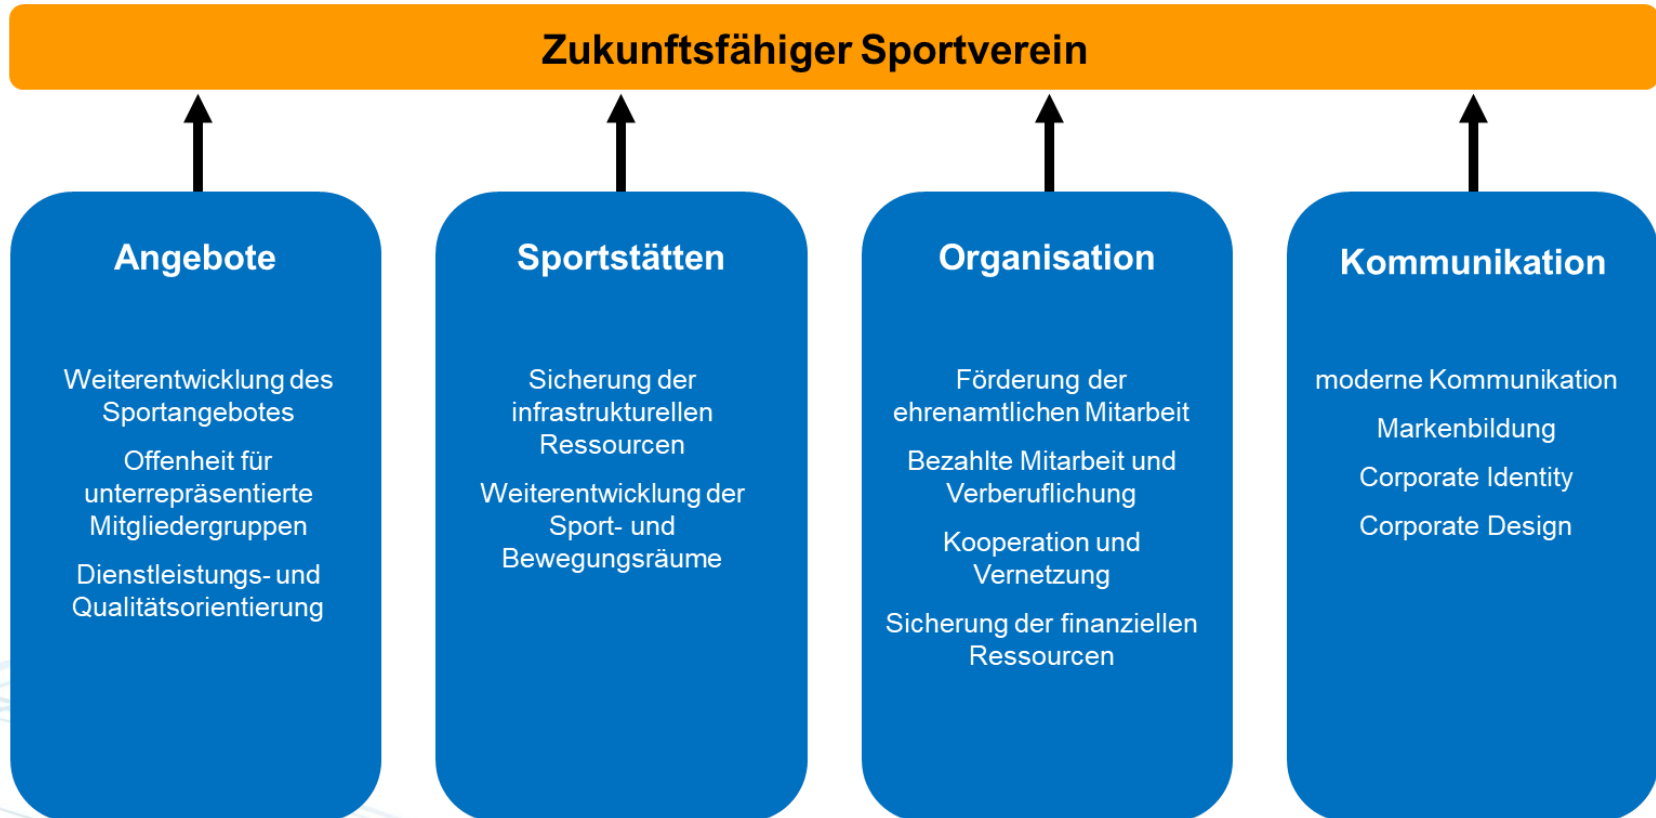 Zukunftsfähiger Sportverein
Angebote
Weiterentwicklung des
Sportangebotes
Offenheit für
unterrepräsentierte
Mitgliedergruppen
Dienstleistungs- und
Qualitätsorientierung
Sportstätten
Sicherung der
infrastrukturellen
Ressourcen
Weiterentwicklung der
Sport- und
Bewegungsräume
Organisation
Förderung der
ehrenamtlichen Mitarbeit
Bezahlte Mitarbeit und
Verberuflichung
Kooperation und
Vernetzung
Sicherung der finanziellen
Ressourcen
Kommunikation
moderne Kommunikation
Markenbildung
Corporate Identity
Corporate Design